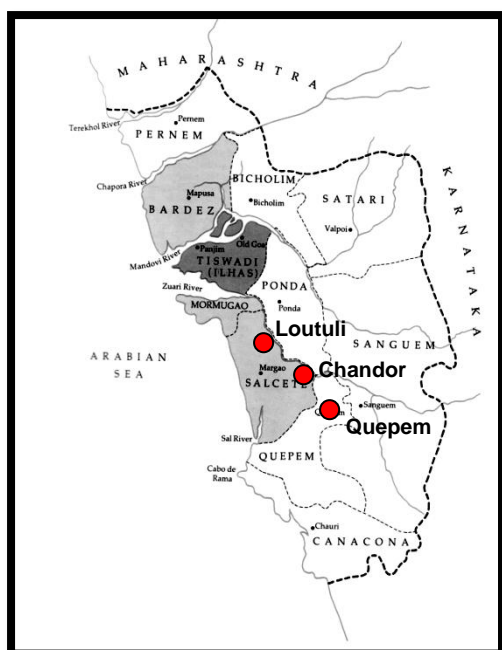 MAHARASHTRA
Terekhol River
Pernem
PERNEM
Chapora River
BICHOLIM
Mapusa
BARDEZ
Bicholim
SATARI
Valpoi
KARNATAKA
Old Goa
Panjim
TISWADI
(ILHAS)
Mandovi River
PONDA
Zuari River
Ponda
MORMUGAO
Loutuli
SANGUEM
ARABIAN
SEA
Margao
Chandor
SALCETE
Sanguem
Quepem
Sal River
QUEPEM
Cabo de
Rama
Chauri
CANACONA